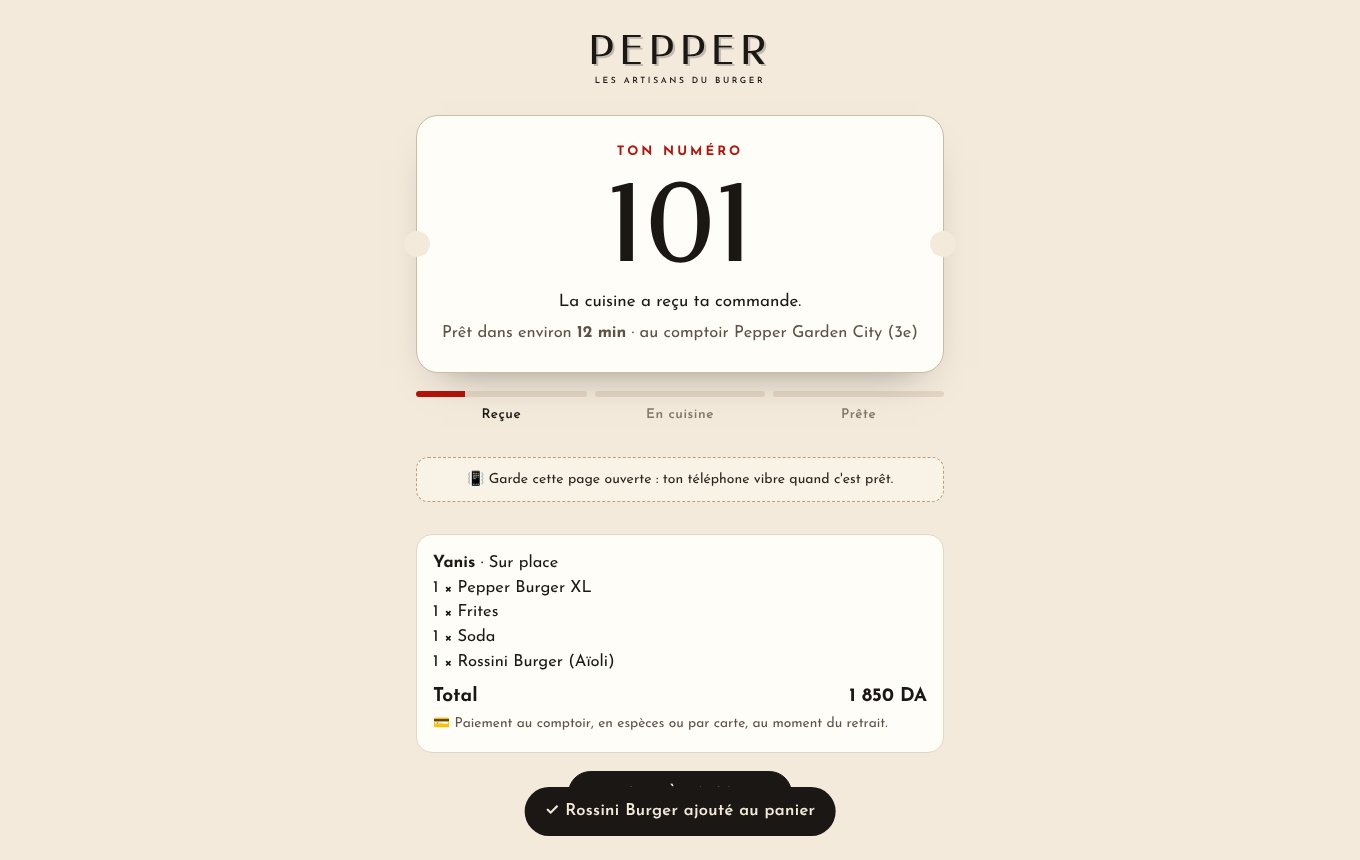 PEPPER
LES ARTISANS DU BURGER
TON NUMÉRO
101
La cuisine a reçu ta commande.
Prêt dans environ 12 min · au comptoir Pepper Garden City (3e)
Reçue
En cuisine
Prête
📳 Garde cette page ouverte : ton téléphone vibre quand c'est prêt.
Yanis · Sur place
1 × Pepper Burger XL
1 × Frites
1 × Soda
1 × Rossini Burger (Aïoli)
Total 1 850 DA
💳 Paiement au comptoir, en espèces ou par carte, au moment du retrait.
✓ Rossini Burger ajouté au panier